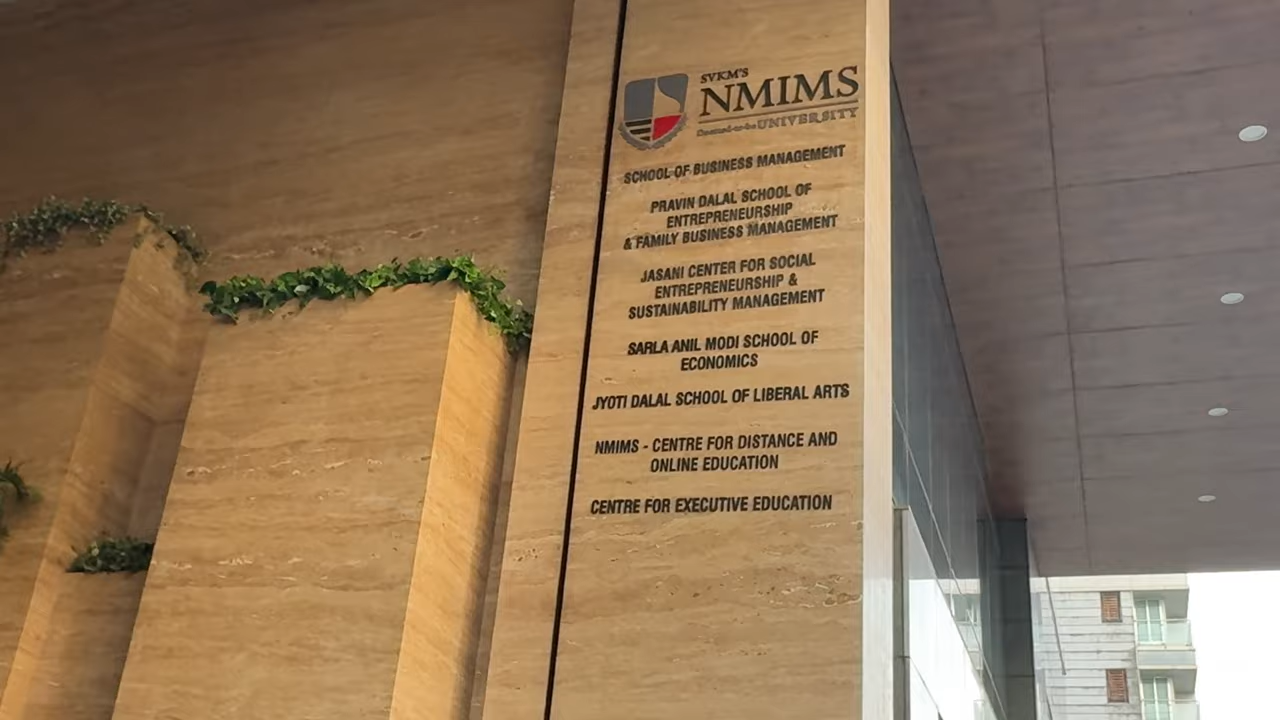 SVKM'S
NMIMS
Deemed-to-be UNIVERSITY
SCHOOL OF BUSINESS MANAGEMENT
PRAVIN DALAL SCHOOL OF
ENTREPRENEURSHIP
& FAMILY BUSINESS MANAGEMENT
JASANI CENTER FOR SOCIAL
ENTREPRENEURSHIP &
SUSTAINABILITY MANAGEMENT
SARLA ANIL MODI SCHOOL OF
ECONOMICS
JYOTI DALAL SCHOOL OF LIBERAL ARTS
NMIMS - CENTRE FOR DISTANCE AND
ONLINE EDUCATION
CENTRE FOR EXECUTIVE EDUCATION